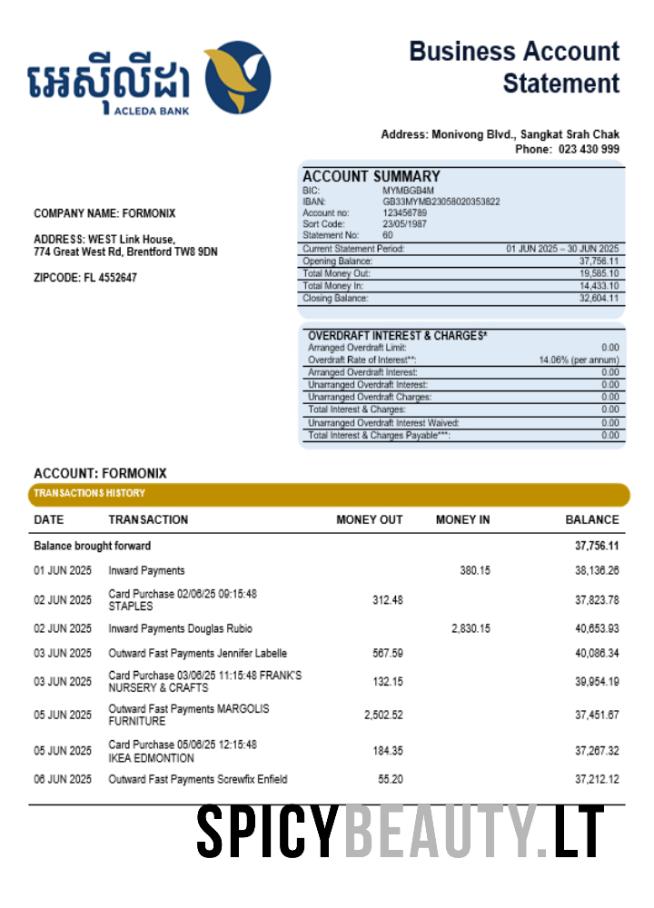 អេស៊ីលីដា
ACLEDA BANK
Business Account
Statement
Address: Monivong Blvd., Sangkat Srah Chak
Phone: 023 430 999
ACCOUNT SUMMARY
BIC: MYMBGB4M
IBAN: GB33MYMB23058020353822
Account no: 123456789
Sort Code: 23/05/1987
Statement No: 60
Current Statement Period: 01 JUN 2025 – 30 JUN 2025
Opening Balance: 37,756.11
Total Money Out: 19,585.10
Total Money In: 14,433.10
Closing Balance: 32,604.11
COMPANY NAME: FORMONIX
ADDRESS: WEST Link House,
774 Great West Rd, Brentford TW8 9DN
ZIPCODE: FL 4552647
OVERDRAFT INTEREST & CHARGES*
Arranged Overdraft Limit: 0.00
Overdraft Rate of Interest**: 14.06% (per annum)
Arranged Overdraft Interest: 0.00
Unarranged Overdraft Interest: 0.00
Unarranged Overdraft Charges: 0.00
Total Interest & Charges: 0.00
Unarranged Overdraft Interest Waived: 0.00
Total Interest & Charges Payable***: 0.00
ACCOUNT: FORMONIX
TRANSACTIONS HISTORY
DATE TRANSACTION MONEY OUT MONEY IN BALANCE
Balance brought forward 37,756.11
01 JUN 2025 Inward Payments 380.15 38,136.26
02 JUN 2025 Card Purchase 02/06/25 09:15:48
STAPLES 312.48 37,823.78
02 JUN 2025 Inward Payments Douglas Rubio 2,830.15 40,653.93
03 JUN 2025 Outward Fast Payments Jennifer Labelle 567.59 40,086.34
03 JUN 2025 Card Purchase 03/06/25 11:15:48 FRANK'S
NURSERY & CRAFTS 132.15 39,954.19
05 JUN 2025 Outward Fast Payments MARGOLIS
FURNITURE 2,502.52 37,451.67
05 JUN 2025 Card Purchase 05/06/25 12:15:48
IKEA EDMONTION 184.35 37,267.32
06 JUN 2025 Outward Fast Payments Screwfix Enfield 55.20 37,212.12
SPICYBEAUTY.LT